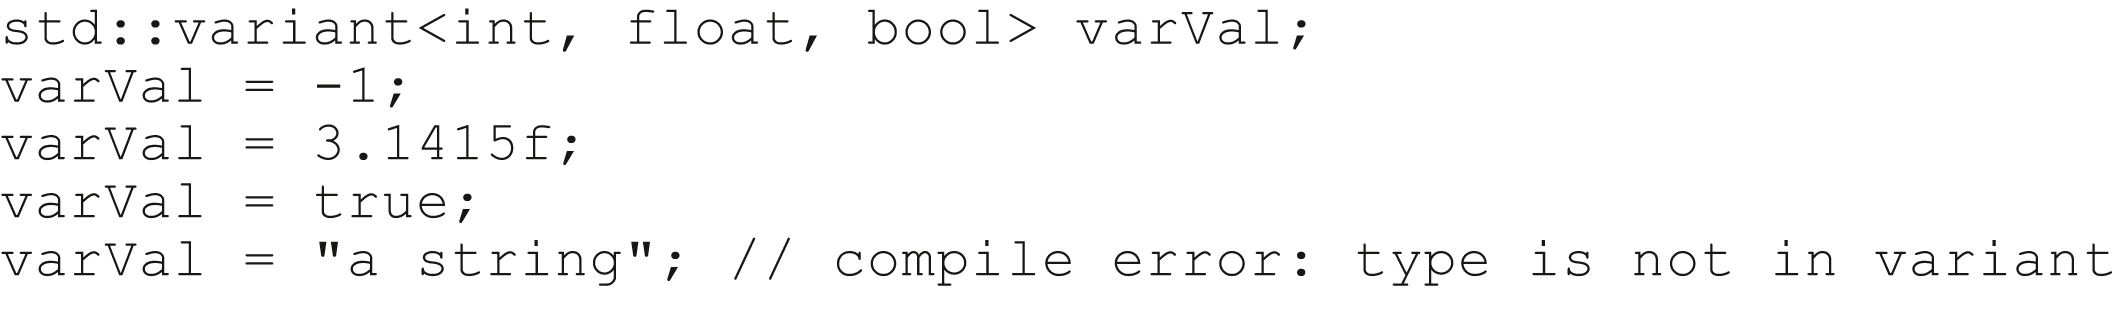 std::variant<int, float, bool> varVal;
varVal = -1;
varVal = 3.1415f;
varVal = true;
varVal = "a string"; // compile error: type is not in variant